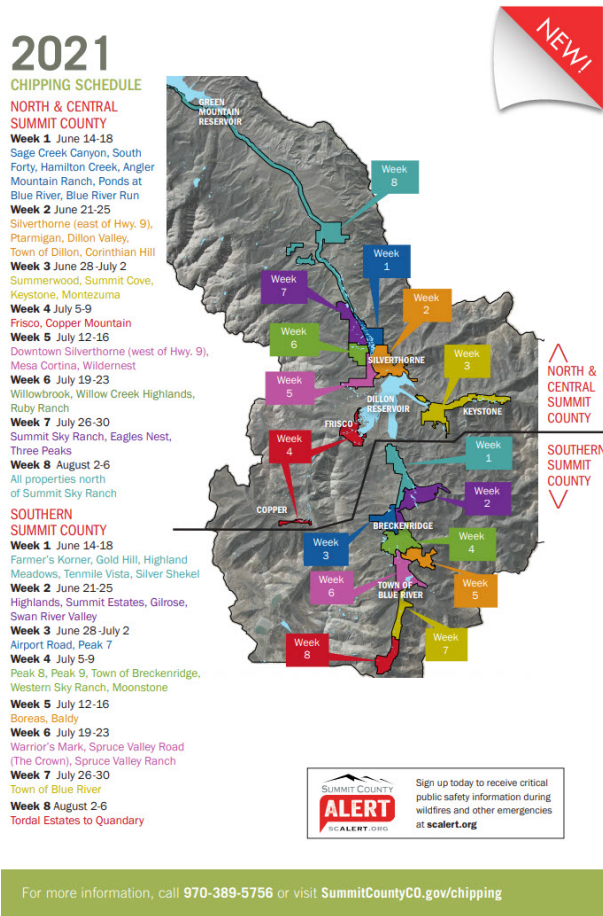 2021
CHIPPING SCHEDULE
NORTH & CENTRAL
SUMMIT COUNTY
Week 1 June 14-18
Sage Creek Canyon, South
Forty, Hamilton Creek, Angler
Mountain Ranch, Ponds at
Blue River, Blue River Run
Week 2 June 21-25
Silverthorne (east of Hwy. 9),
Ptarmigan, Dillon Valley,
Town of Dillon, Corinthian Hill
Week 3 June 28-July 2
Summerwood, Summit Cove,
Keystone, Montezuma
Week 4 July 5-9
Frisco, Copper Mountain
Week 5 July 12-16
Downtown Silverthorne (west of Hwy. 9),
Mesa Cortina, Wildernest
Week 6 July 19-23
Willowbrook, Willow Creek Highlands,
Ruby Ranch
Week 7 July 26-30
Summit Sky Ranch, Eagles Nest,
Three Peaks
Week 8 August 2-6
All properties north
of Summit Sky Ranch
SOUTHERN
SUMMIT COUNTY
Week 1 June 14-18
Farmer's Korner, Gold Hill, Highland
Meadows, Tenmile Vista, Silver Shekel
Week 2 June 21-25
Highlands, Summit Estates, Gilrose,
Swan River Valley
Week 3 June 28-July 2
Airport Road, Peak 7
Week 4 July 5-9
Peak 8, Peak 9, Town of Breckenridge,
Western Sky Ranch, Moonstone
Week 5 July 12-16
Boreas, Baldy
Week 6 July 19-23
Warrior's Mark, Spruce Valley Road
(The Crown), Spruce Valley Ranch
Week 7 July 26-30
Town of Blue River
Week 8 August 2-6
Tordal Estates to Quandary
NEW!
GREEN
MOUNTAIN
RESERVOIR
Week
8
Week
1
Week
7
Week
2
Week
6
SILVERTHORNE
Week
3
Week
5
DILLON
RESERVOIR
KEYSTONE
FRISCO
NORTH &
CENTRAL
SUMMIT
COUNTY
SOUTHERN
SUMMIT
COUNTY
Week
4
Week
1
COPPER
Week
2
BRECKENRIDGE
Week
3
Week
4
Week
6
TOWN OF
BLUE RIVER
Week
5
Week
7
Week
8
SUMMIT COUNTY
ALERT
SCALERT.ORG
Sign up today to receive critical
public safety information during
wildfires and other emergencies
at scalert.org
For more information, call 970-389-5756 or visit SummitCountyCO.gov/chipping